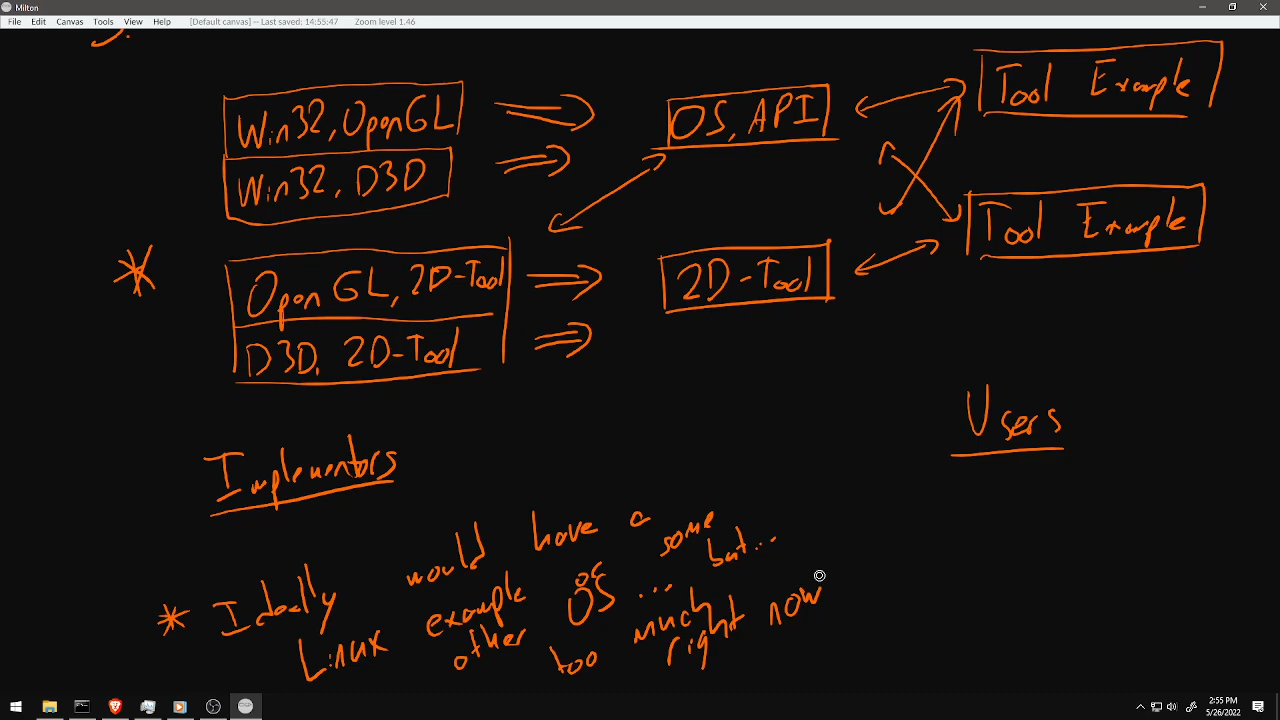 Milton
File Edit Canvas Tools View Help [Default canvas] -- Last saved: 14:55:47 Zoom level 1.46
Win32, OpenGL
OS, API
Tool Example
Win32, D3D
Tool Example
OpenGL, 2D-Tool
2D-Tool
D3D, 2D-Tool
Users
Implementors
* Ideally would have a some but...
Linux example or OS ... much right now
other too
2:55 PM
5/26/2022